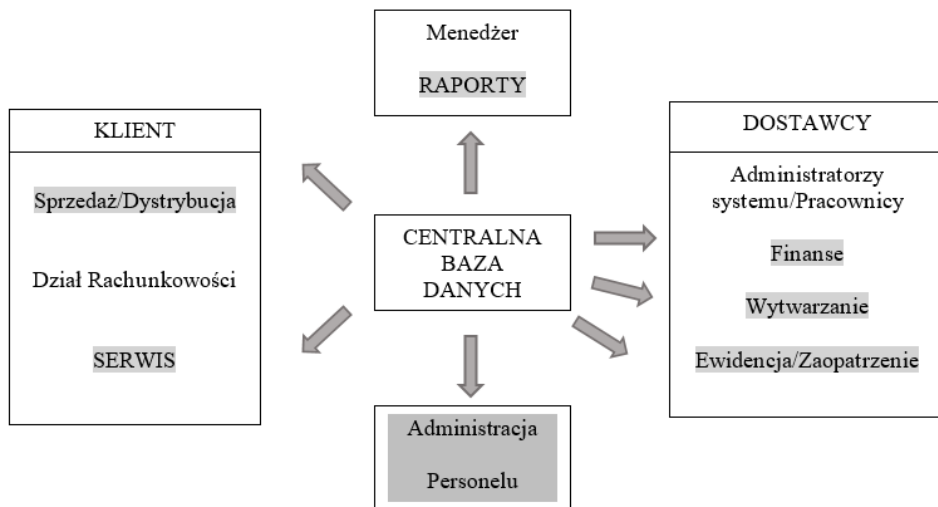 Menedżer
RAPORTY
KLIENT
Sprzedaż/Dystrybucja
Dział Rachunkowości
SERWIS
CENTRALNA
BAZA
DANYCH
DOSTAWCY
Administratorzy
systemu/Pracownicy
Finanse
Wytwarzanie
Ewidencja/Zaopatrzenie
Administracja
Personelu